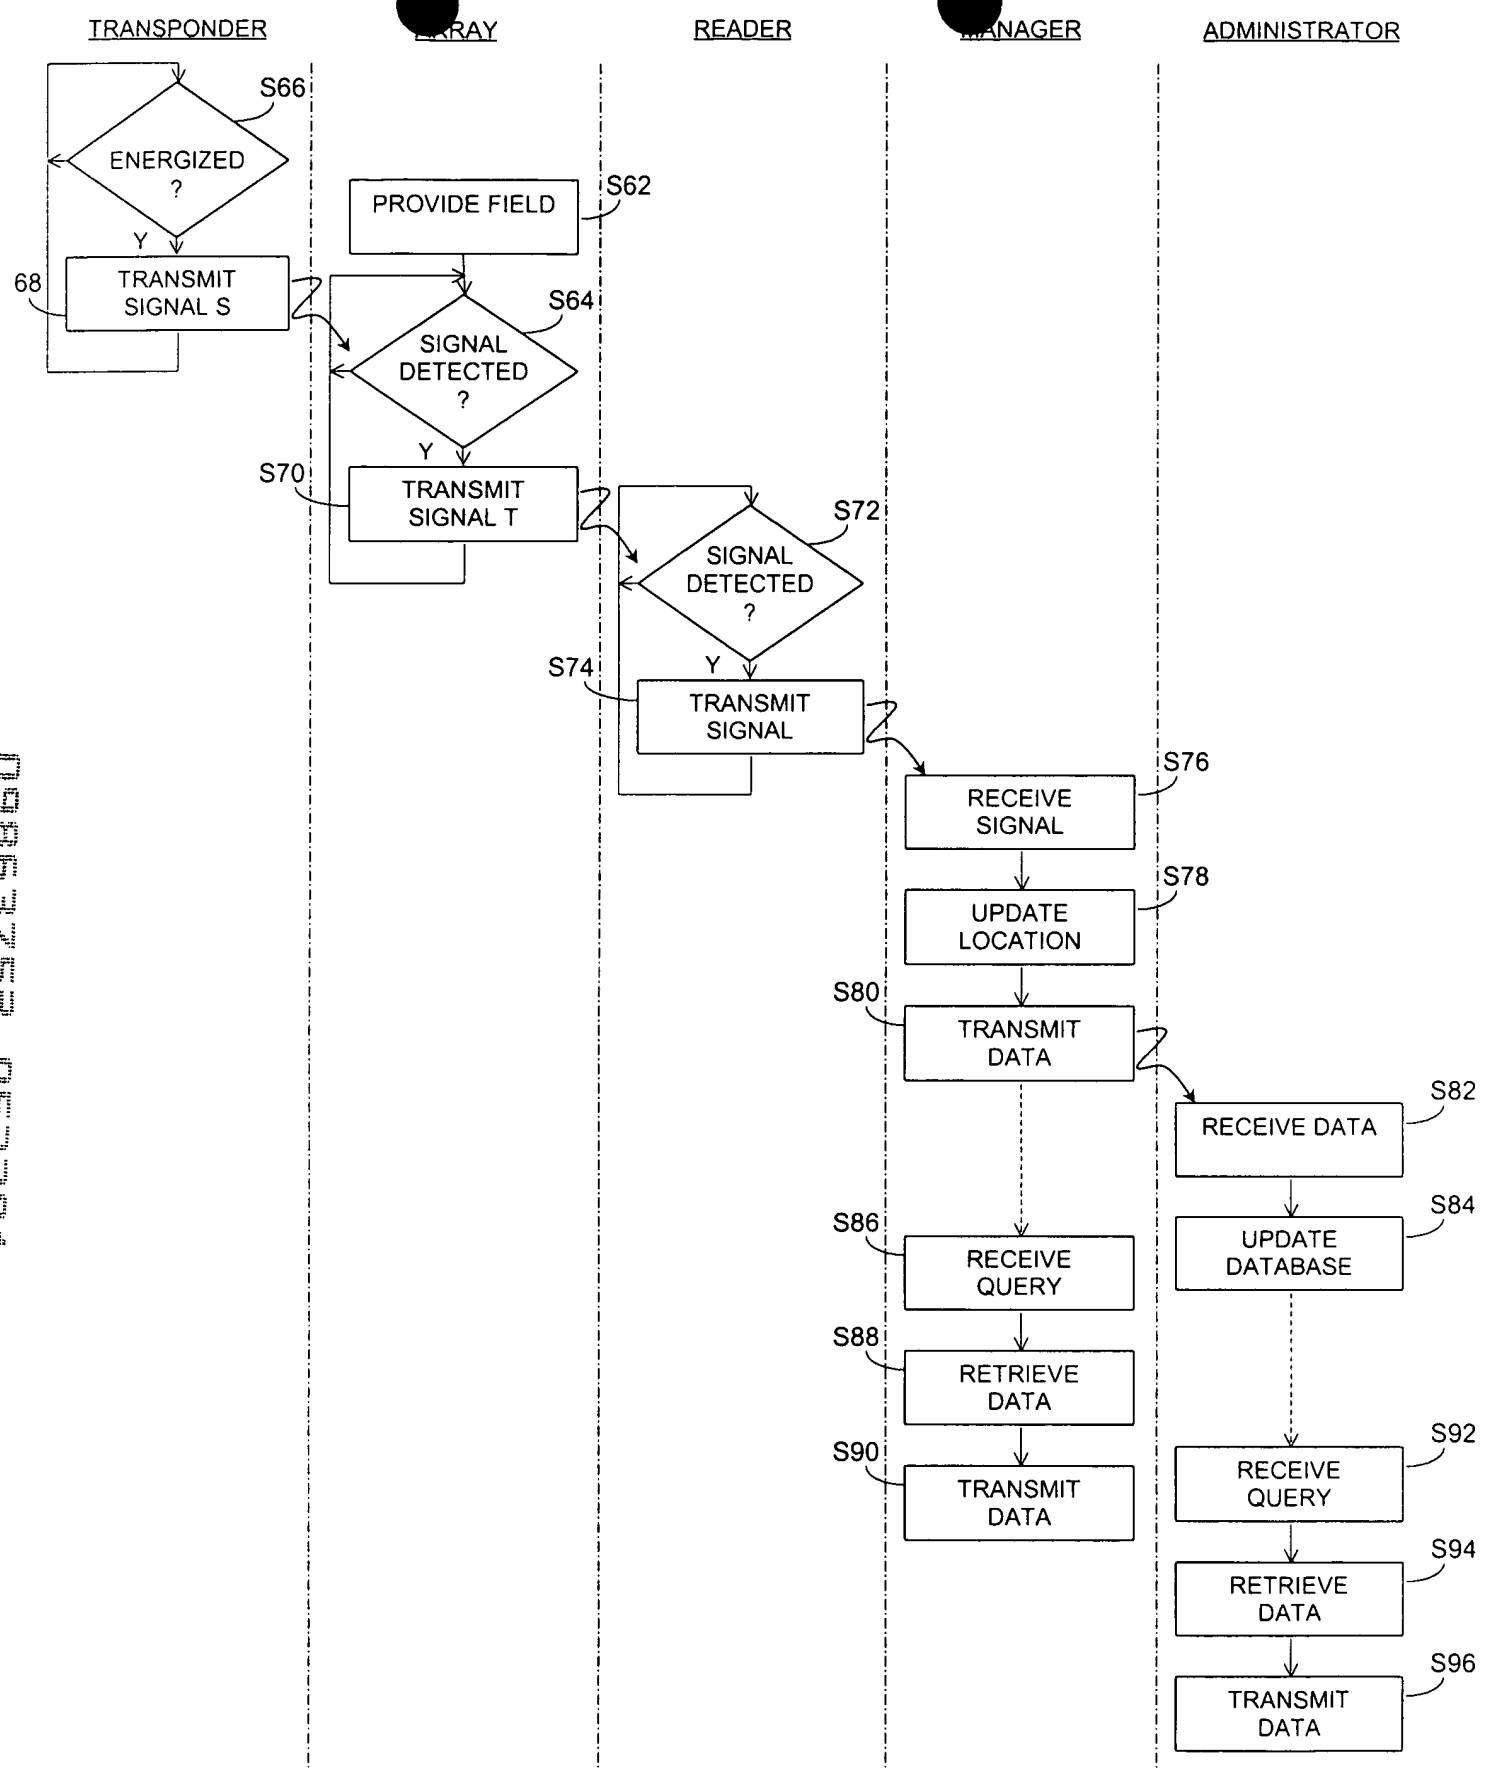 TRANSPONDER
ARRAY
READER
MANAGER
ADMINISTRATOR
S66
ENERGIZED
?
Y
68
TRANSMIT
SIGNAL S
S62
PROVIDE FIELD
S64
SIGNAL
DETECTED
?
Y
S70
TRANSMIT
SIGNAL T
S72
SIGNAL
DETECTED
?
Y
S74
TRANSMIT
SIGNAL
S76
RECEIVE
SIGNAL
S78
UPDATE
LOCATION
S80
TRANSMIT
DATA
S82
RECEIVE DATA
S84
UPDATE
DATABASE
S86
RECEIVE
QUERY
S88
RETRIEVE
DATA
S90
TRANSMIT
DATA
S92
RECEIVE
QUERY
S94
RETRIEVE
DATA
S96
TRANSMIT
DATA